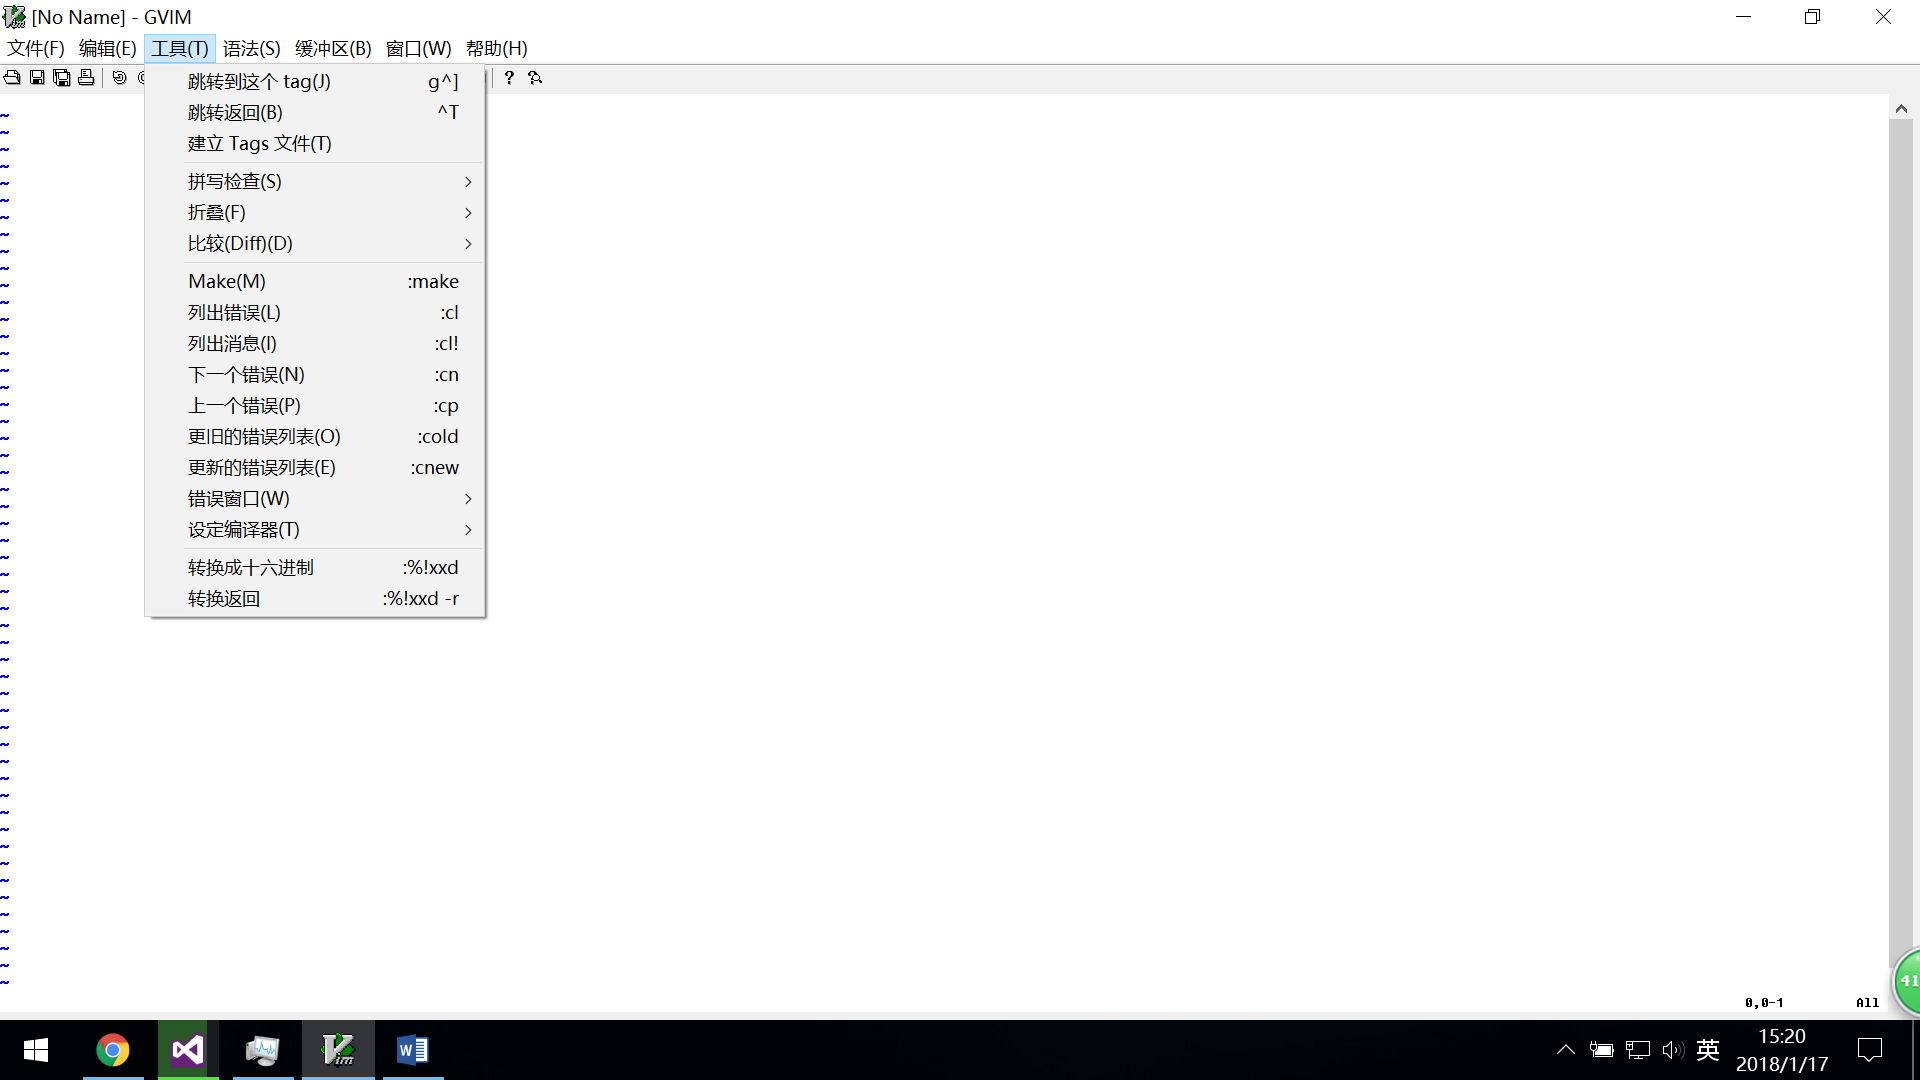 [No Name] - GVIM
文件(F) 编辑(E) 工具(T) 语法(S) 缓冲区(B) 窗口(W) 帮助(H)
跳转到这个 tag(J) g^]
跳转返回(B) ^T
建立 Tags 文件(T)
拼写检查(S)
折叠(F)
比较(Diff)(D)
Make(M) :make
列出错误(L) :cl
列出消息(I) :cl!
下一个错误(N) :cn
上一个错误(P) :cp
更旧的错误列表(O) :cold
更新的错误列表(E) :cnew
错误窗口(W)
设定编译器(T)
转换成十六进制 :%!xxd
转换返回 :%!xxd -r
41
0,0-1 All
英
15:20
2018/1/17